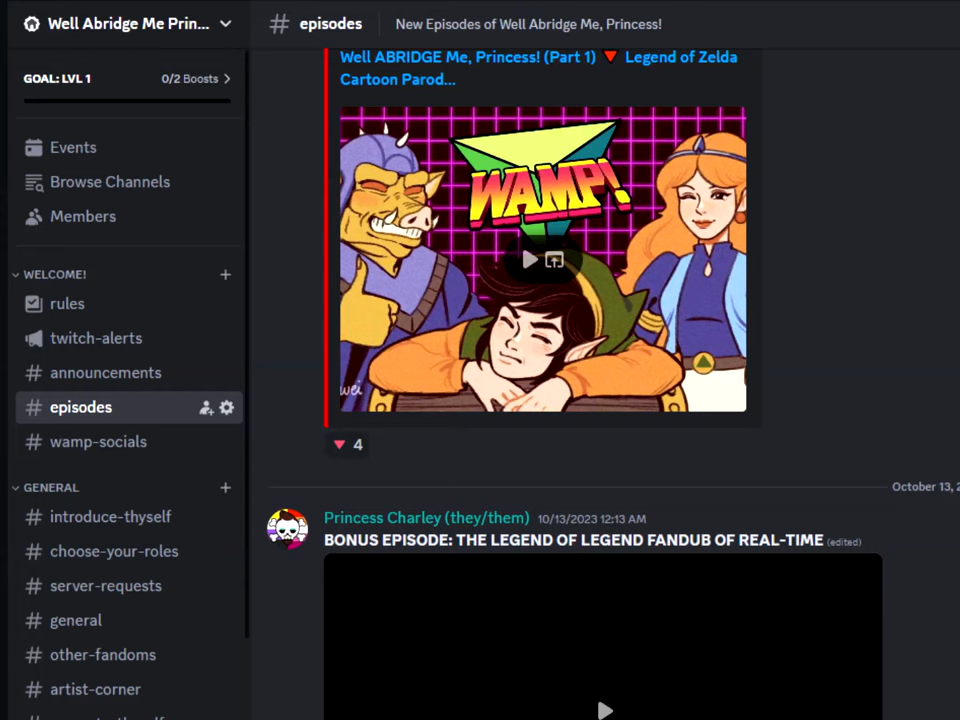 Well Abridge Me Prin...
GOAL: LVL 1
0/2 Boosts
Events
Browse Channels
Members
WELCOME!
rules
twitch-alerts
announcements
episodes
wamp-socials
GENERAL
introduce-thyself
choose-your-roles
server-requests
general
other-fandoms
artist-corner
episodes
New Episodes of Well Abridge Me, Princess!
Well ABRIDGE Me, Princess! (Part 1) 🔻 Legend of Zelda
Cartoon Parod...
WAMP!
wei
4
October 13, 2
Princess Charley (they/them) 10/13/2023 12:13 AM
BONUS EPISODE: THE LEGEND OF LEGEND FANDUB OF REAL-TIME (edited)